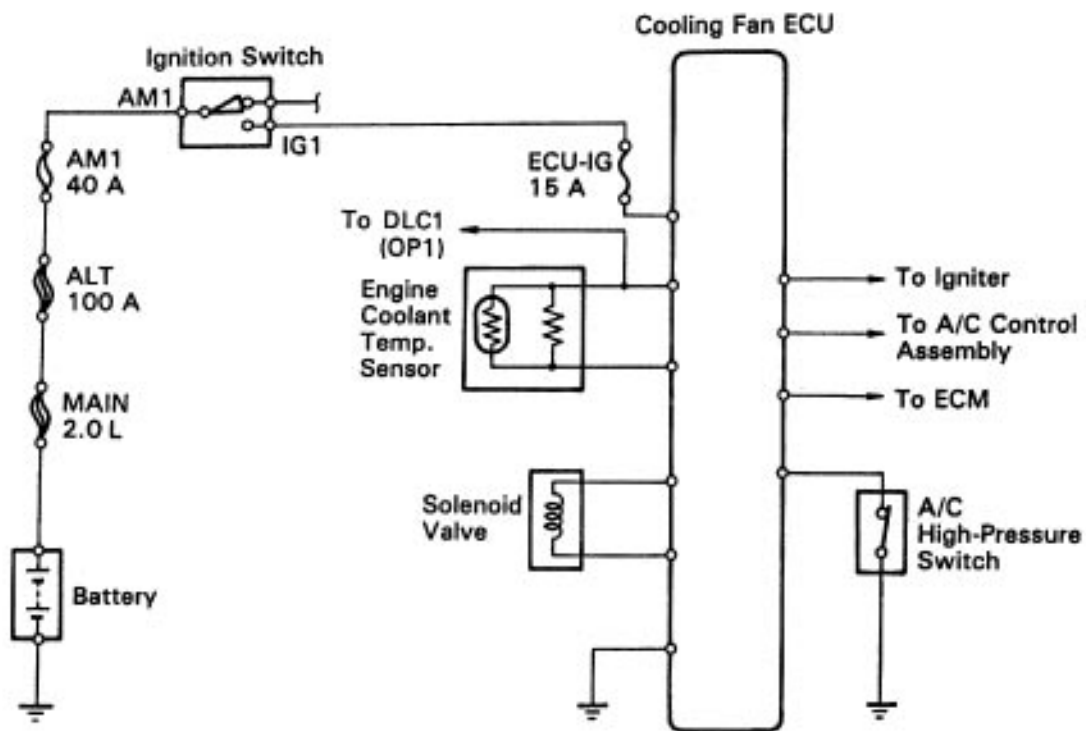 Cooling Fan ECU
Ignition Switch
AM1
IG1
AM1
40 A
ECU-IG
15 A
To DLC1
(OP1)
ALT
100 A
Engine
Coolant
Temp.
Sensor
To Igniter
To A/C Control
Assembly
To ECM
MAIN
2.0 L
Solenoid
Valve
A/C
High-Pressure
Switch
Battery